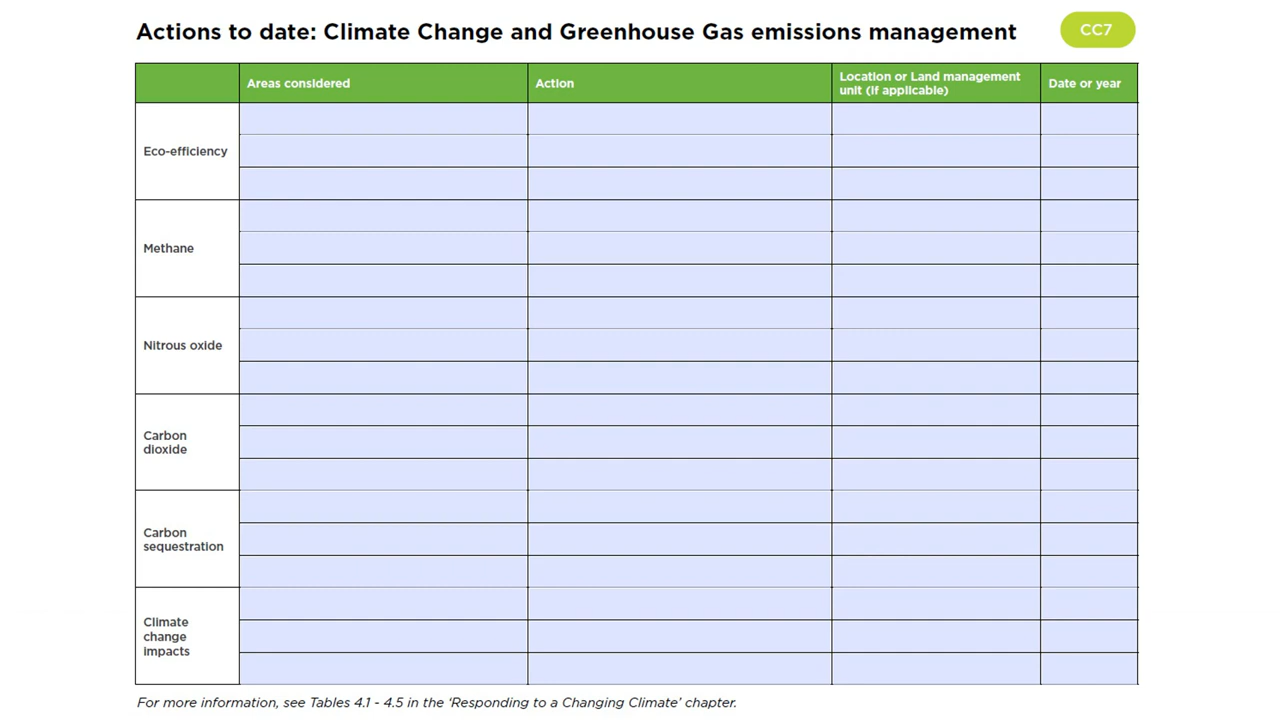 Actions to date: Climate Change and Greenhouse Gas emissions management
CC7
Areas considered
Action
Location or Land management
unit (if applicable)
Date or year
Eco-efficiency
Methane
Nitrous oxide
Carbon
dioxide
Carbon
sequestration
Climate
change
impacts
For more information, see Tables 4.1 - 4.5 in the ‘Responding to a Changing Climate’ chapter.